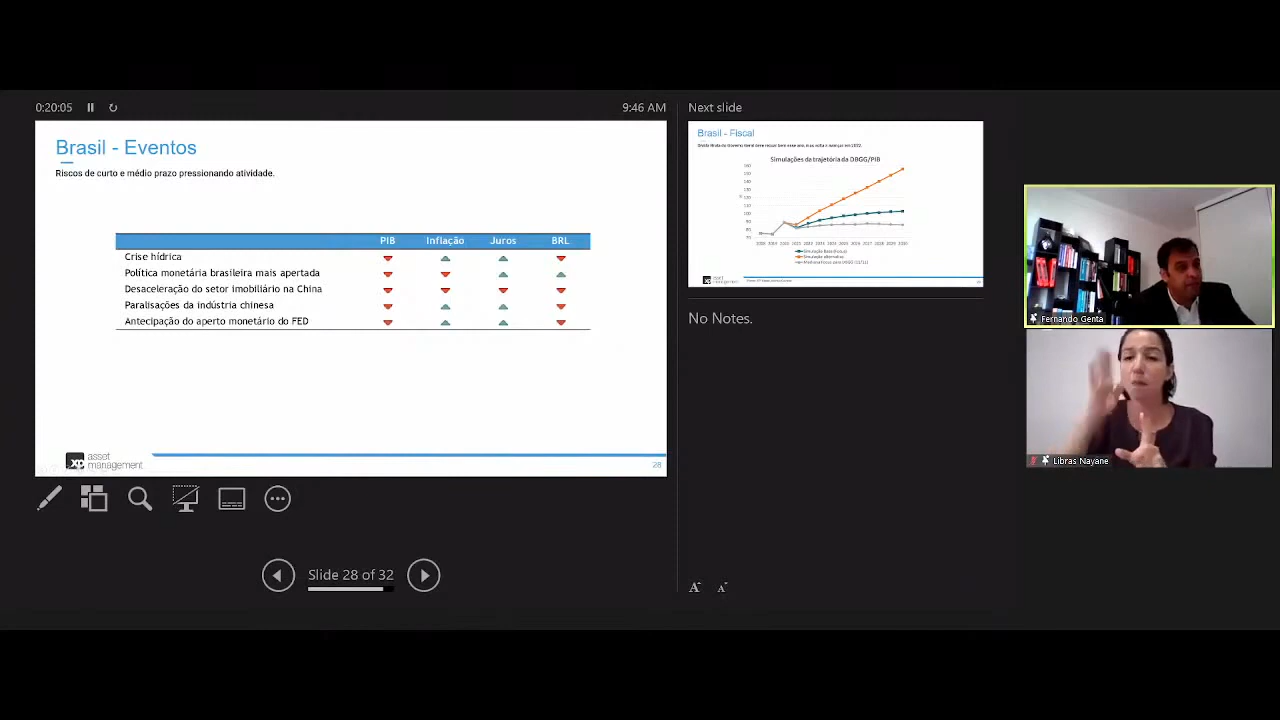 0:20:05
9:46 AM
Brasil - Eventos
Riscos de curto e médio prazo pressionando atividade.
PIB Inflação Juros BRL
Crise hídrica
Política monetária brasileira mais apertada
Desaceleração do setor imobiliário na China
Paralisações da indústria chinesa
Antecipação do aperto monetário do FED
xp asset management
28
Slide 28 of 32
Next slide
Brasil - Fiscal
Simulações da trajetória da DBGG/PIB
No Notes.
Fernando Genta
Libras Nayane